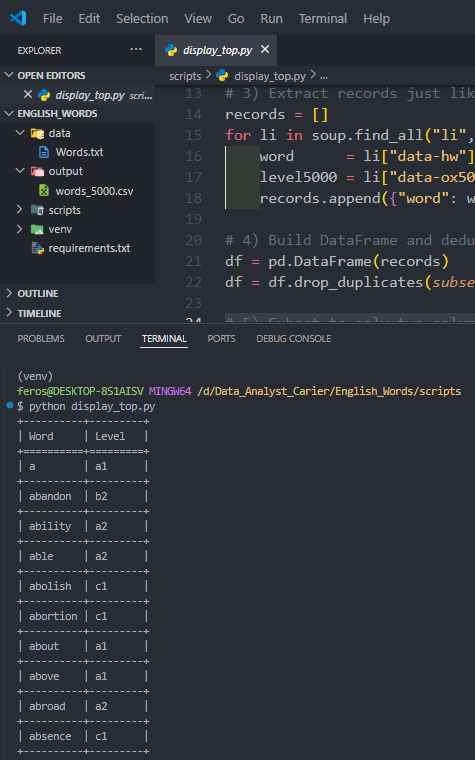 File Edit Selection View Go Run Terminal Help
EXPLORER ...
OPEN EDITORS
display_top.py scri...
ENGLISH_WORDS
data
Words.txt
output
words_5000.csv
scripts
venv
requirements.txt
OUTLINE
TIMELINE
display_top.py
scripts > display_top.py > ...
13 # 3) Extract records just lik
14 records = []
15 for li in soup.find_all("li",
16 word = li["data-hw"]
17 level5000 = li["data-ox50
18 records.append({"word": w
19
20 # 4) Build DataFrame and dedu
21 df = pd.DataFrame(records)
22 df = df.drop_duplicates(subse
23
24 # 5) Subset to only two colum
PROBLEMS OUTPUT TERMINAL PORTS DEBUG CONSOLE
(venv)
feros@DESKTOP-8S1AISV MINGW64 /d/Data_Analyst_Carier/English_Words/scripts
$ python display_top.py
+----------+---------+
| Word | Level |
+==========+=========+
| a | a1 |
+----------+---------+
| abandon | b2 |
+----------+---------+
| ability | a2 |
+----------+---------+
| able | a2 |
+----------+---------+
| abolish | c1 |
+----------+---------+
| abortion | c1 |
+----------+---------+
| about | a1 |
+----------+---------+
| above | a1 |
+----------+---------+
| abroad | a2 |
+----------+---------+
| absence | c1 |
+----------+---------+